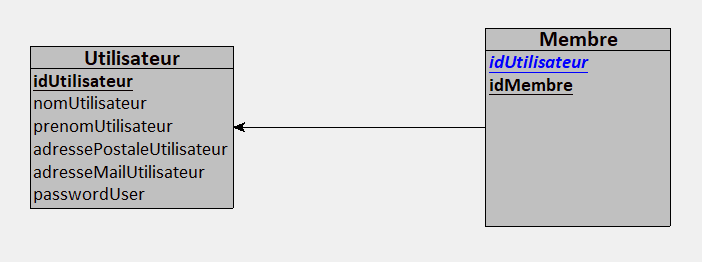 Utilisateur
idUtilisateur
nomUtilisateur
prenomUtilisateur
adressePostaleUtilisateur
adresseMailUtilisateur
passwordUser
Membre
idUtilisateur
idMembre